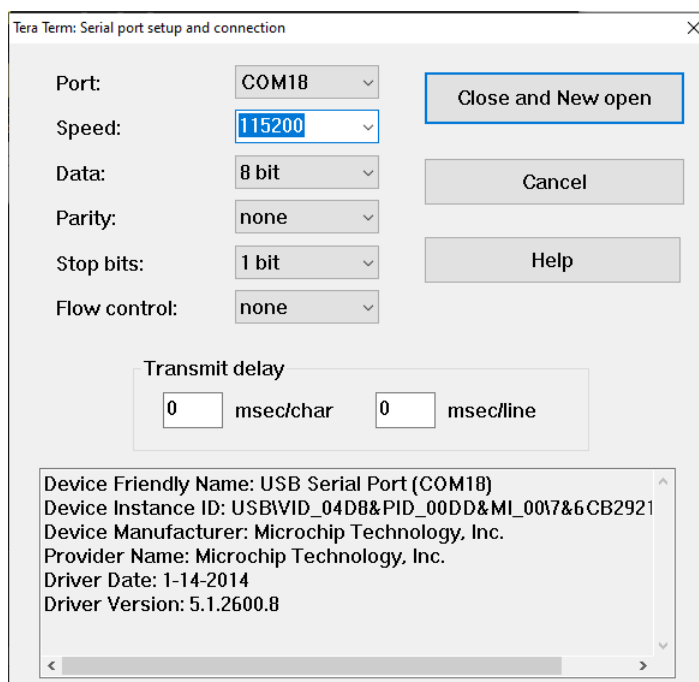 Tera Term: Serial port setup and connection
Port: COM18
Close and New open
Speed: 115200
Data: 8 bit
Cancel
Parity: none
Stop bits: 1 bit
Help
Flow control: none
Transmit delay
0 msec/char 0 msec/line
Device Friendly Name: USB Serial Port (COM18)
Device Instance ID: USB\VID_04D8&PID_00DD&MI_00\7&6CB2921
Device Manufacturer: Microchip Technology, Inc.
Provider Name: Microchip Technology, Inc.
Driver Date: 1-14-2014
Driver Version: 5.1.2600.8